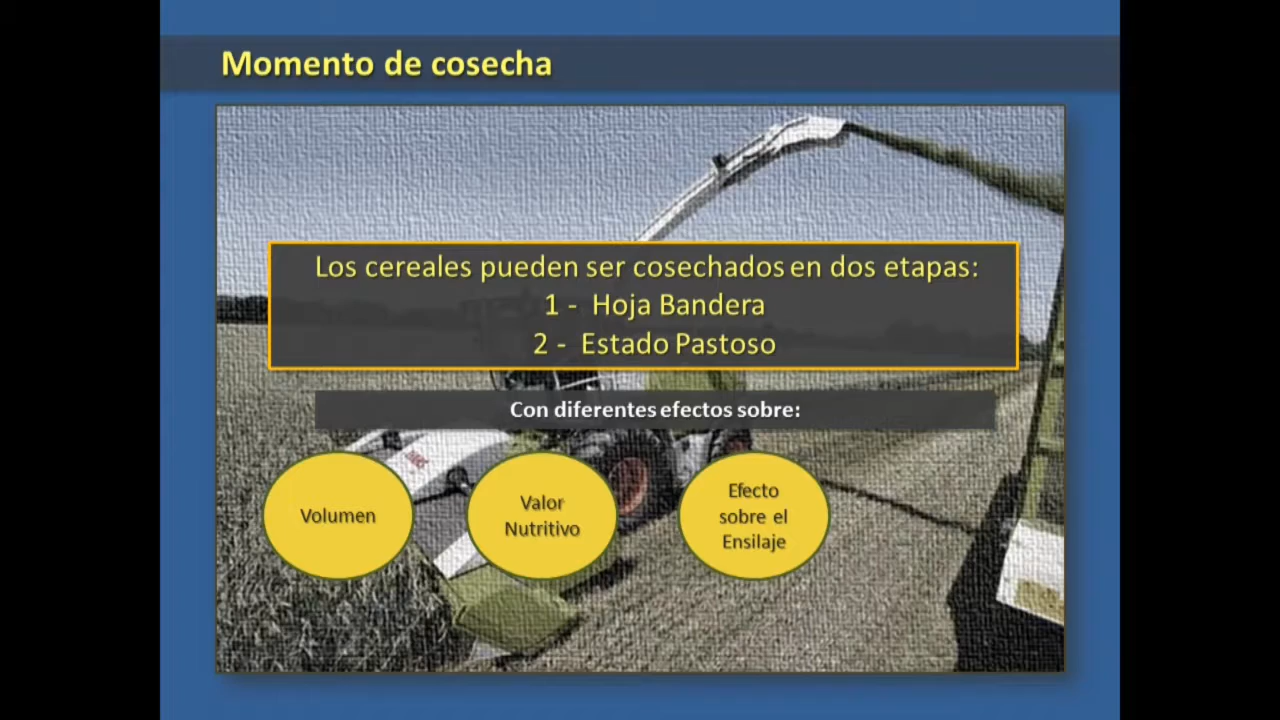 Momento de cosecha
Los cereales pueden ser cosechados en dos etapas:
1 - Hoja Bandera
2 - Estado Pastoso
Con diferentes efectos sobre:
Volumen
Valor
Nutritivo
Efecto
sobre el
Ensilaje